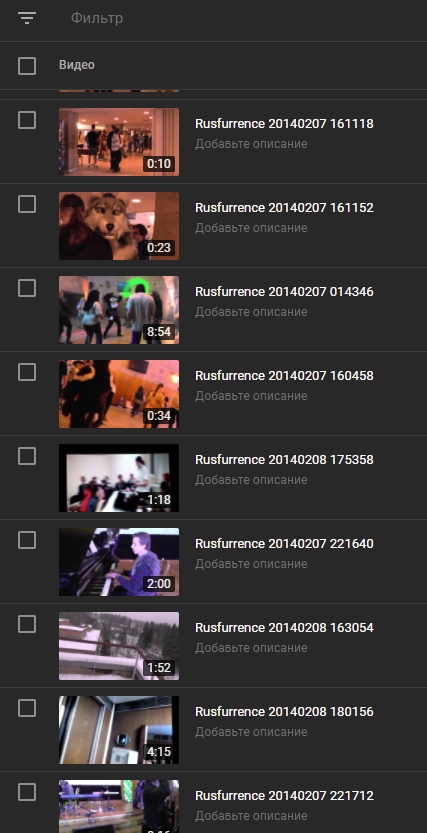 Фильтр
Видео
Rusfurrence 20140207 161118
Добавьте описание
0:10
Rusfurrence 20140207 161152
Добавьте описание
0:23
Rusfurrence 20140207 014346
Добавьте описание
8:54
Rusfurrence 20140207 160458
Добавьте описание
0:34
Rusfurrence 20140208 175358
Добавьте описание
1:18
Rusfurrence 20140207 221640
Добавьте описание
2:00
Rusfurrence 20140208 163054
Добавьте описание
1:52
Rusfurrence 20140208 180156
Добавьте описание
4:15
Rusfurrence 20140207 221712
Добавьте описание